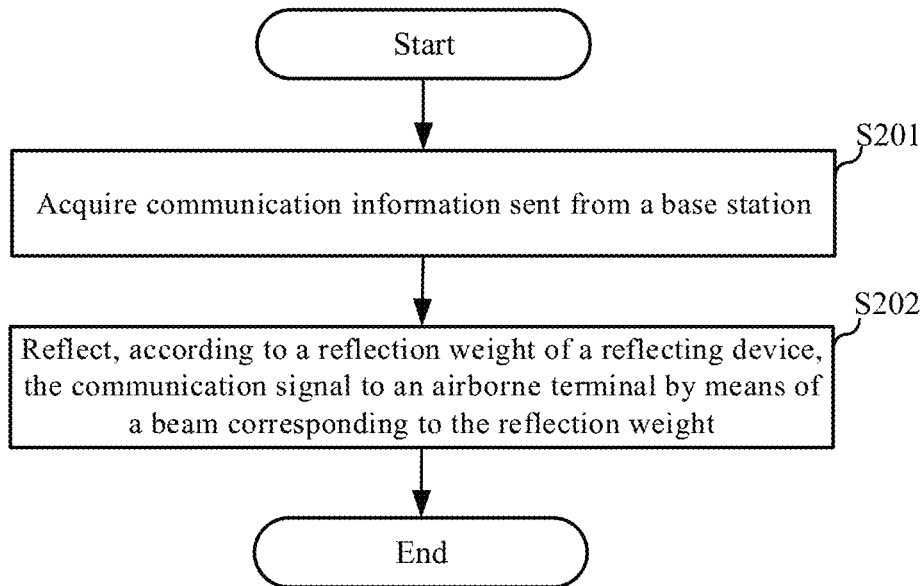 Start
S201
Acquire communication information sent from a base station
S202
Reflect, according to a reflection weight of a reflecting device,
the communication signal to an airborne terminal by means of
a beam corresponding to the reflection weight
End